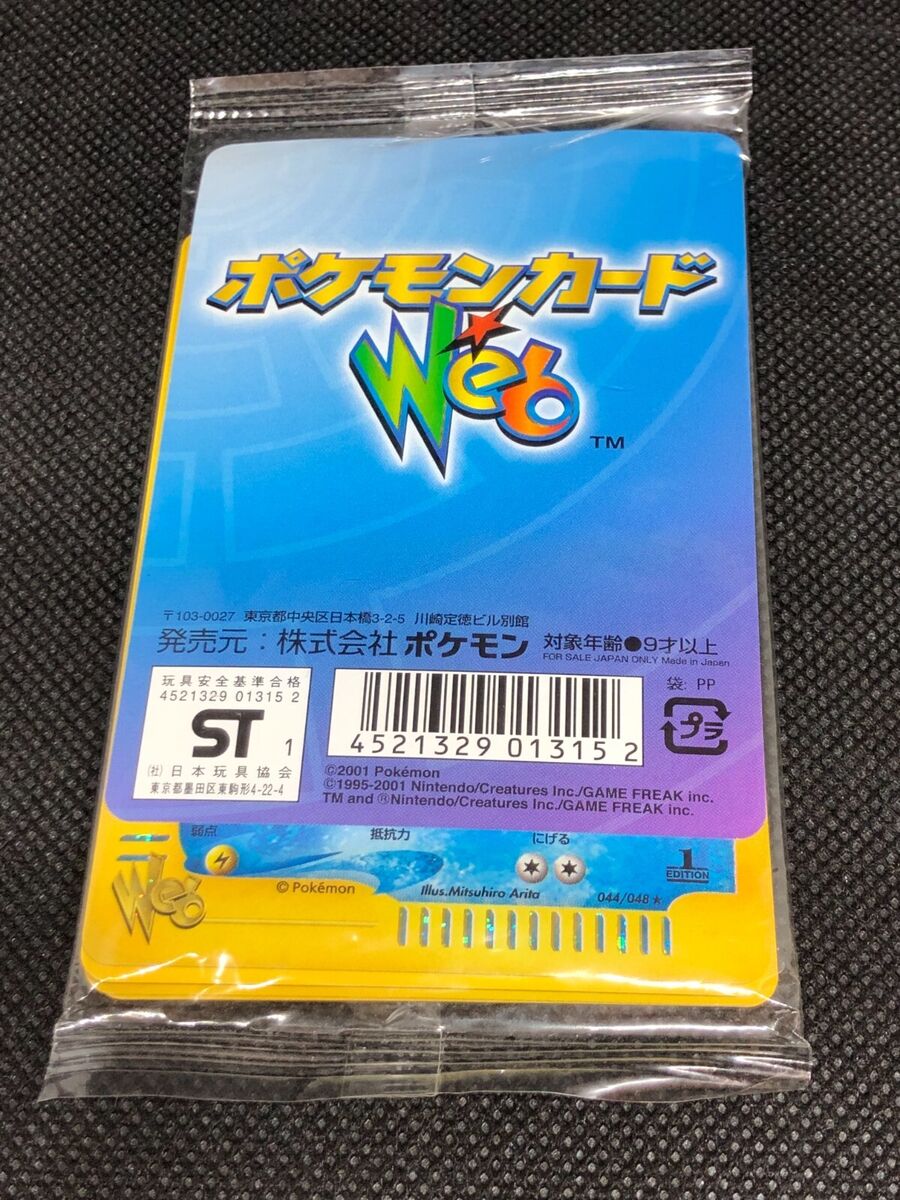 ポケモンカード
Web
TM
〒103-0027 東京都中央区日本橋3-2-5 川崎定徳ビル別館
発売元：株式会社 ポケモン 対象年齢●9才以上
FOR SALE JAPAN ONLY Made in Japan
玩具安全基準合格
4521329 01315 2
ST 1
(社)日本玩具協会
東京都墨田区東駒形4-22-4
4521329 01315 2
袋: PP
プラ
©2001 Pokémon
©1995-2001 Nintendo/Creatures Inc./GAME FREAK inc.
TM and ®Nintendo/Creatures Inc./GAME FREAK inc.
弱点 抵抗力 にげる
1
EDITION
Web
© Pokémon Illus.Mitsuhiro Arita 044/048★